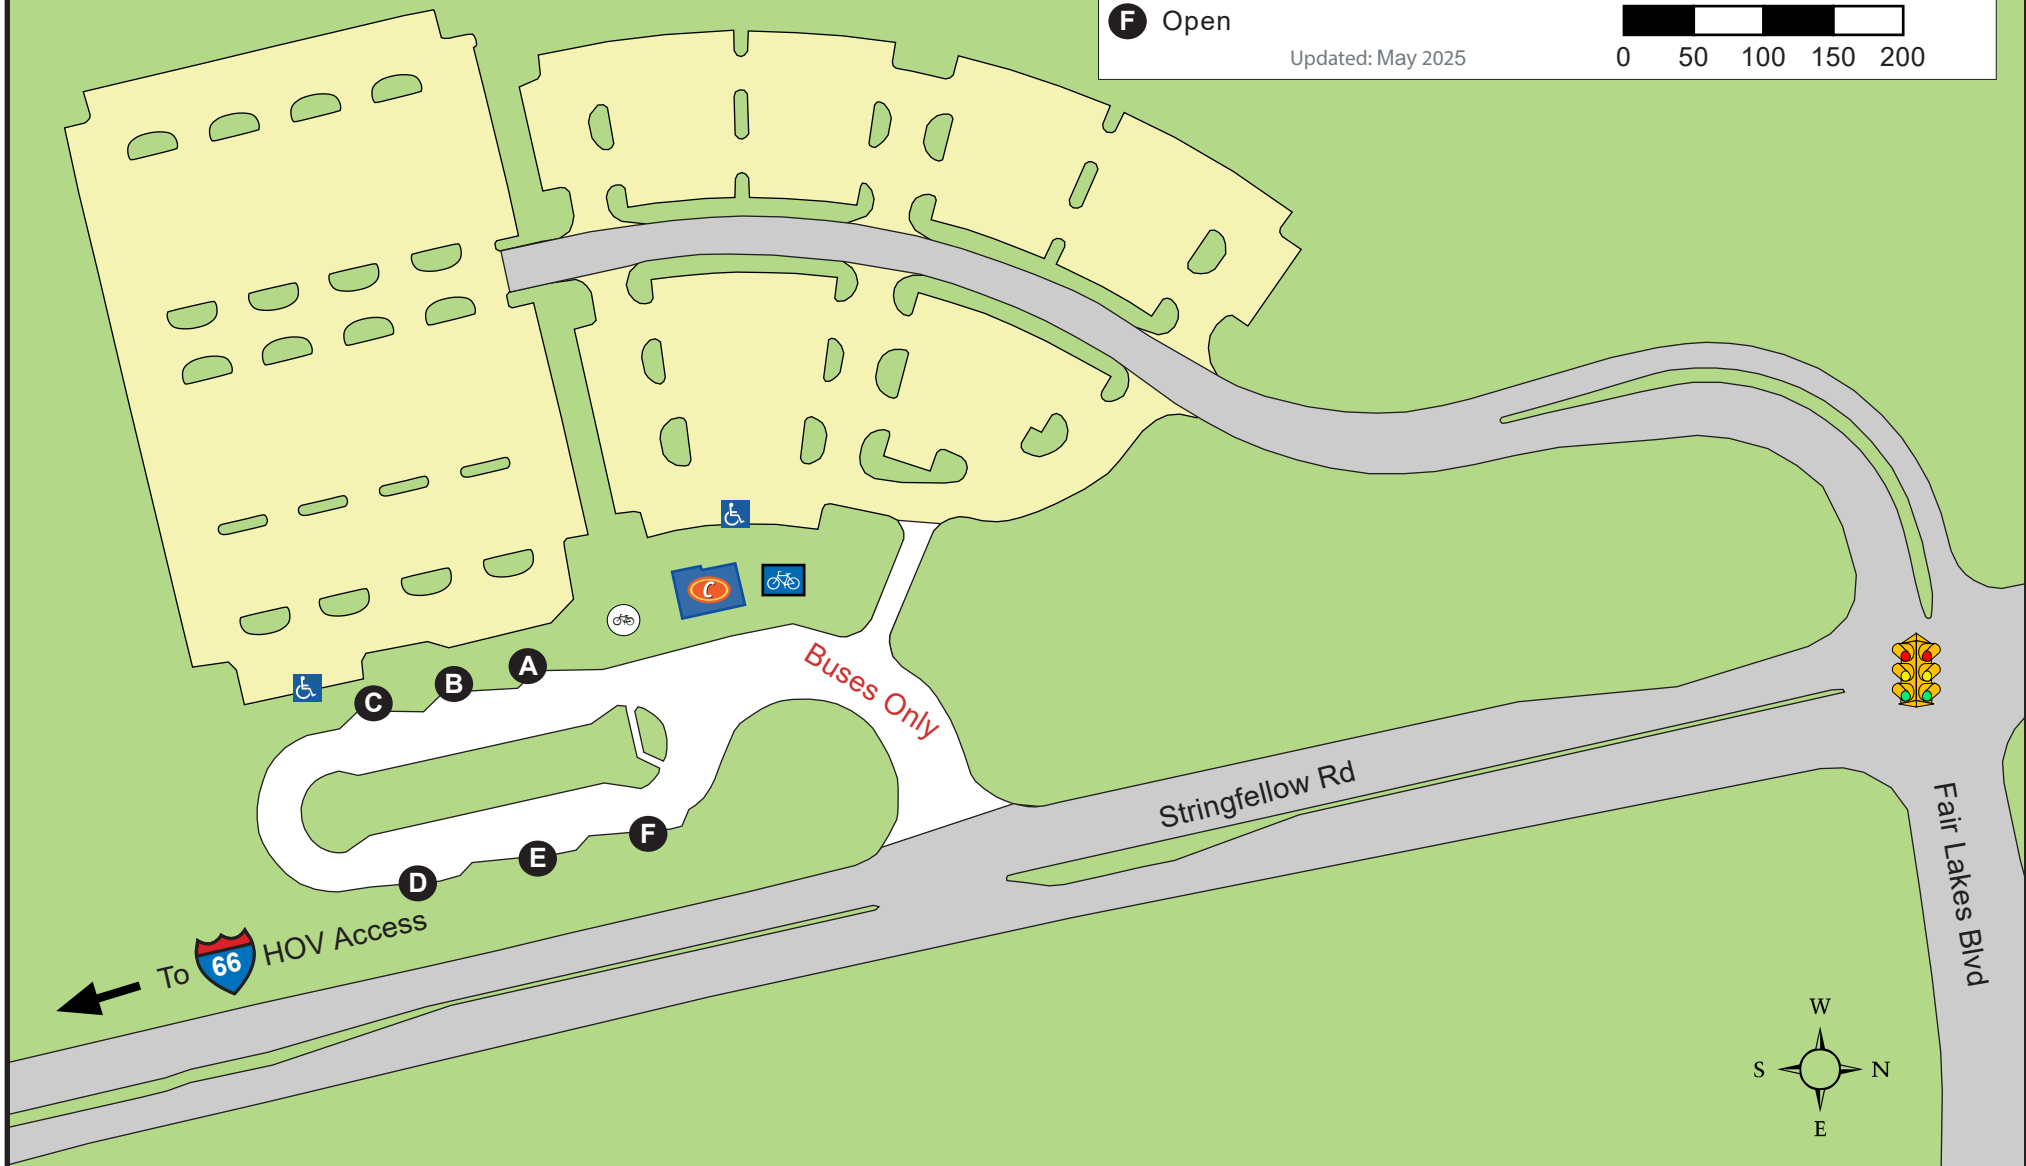 F Open
Updated: May 2025
0 50 100 150 200
C
A
B
C
Buses Only
F
E
D
Stringfellow Rd
Fair Lakes Blvd
To 66 HOV Access
W
S N
E